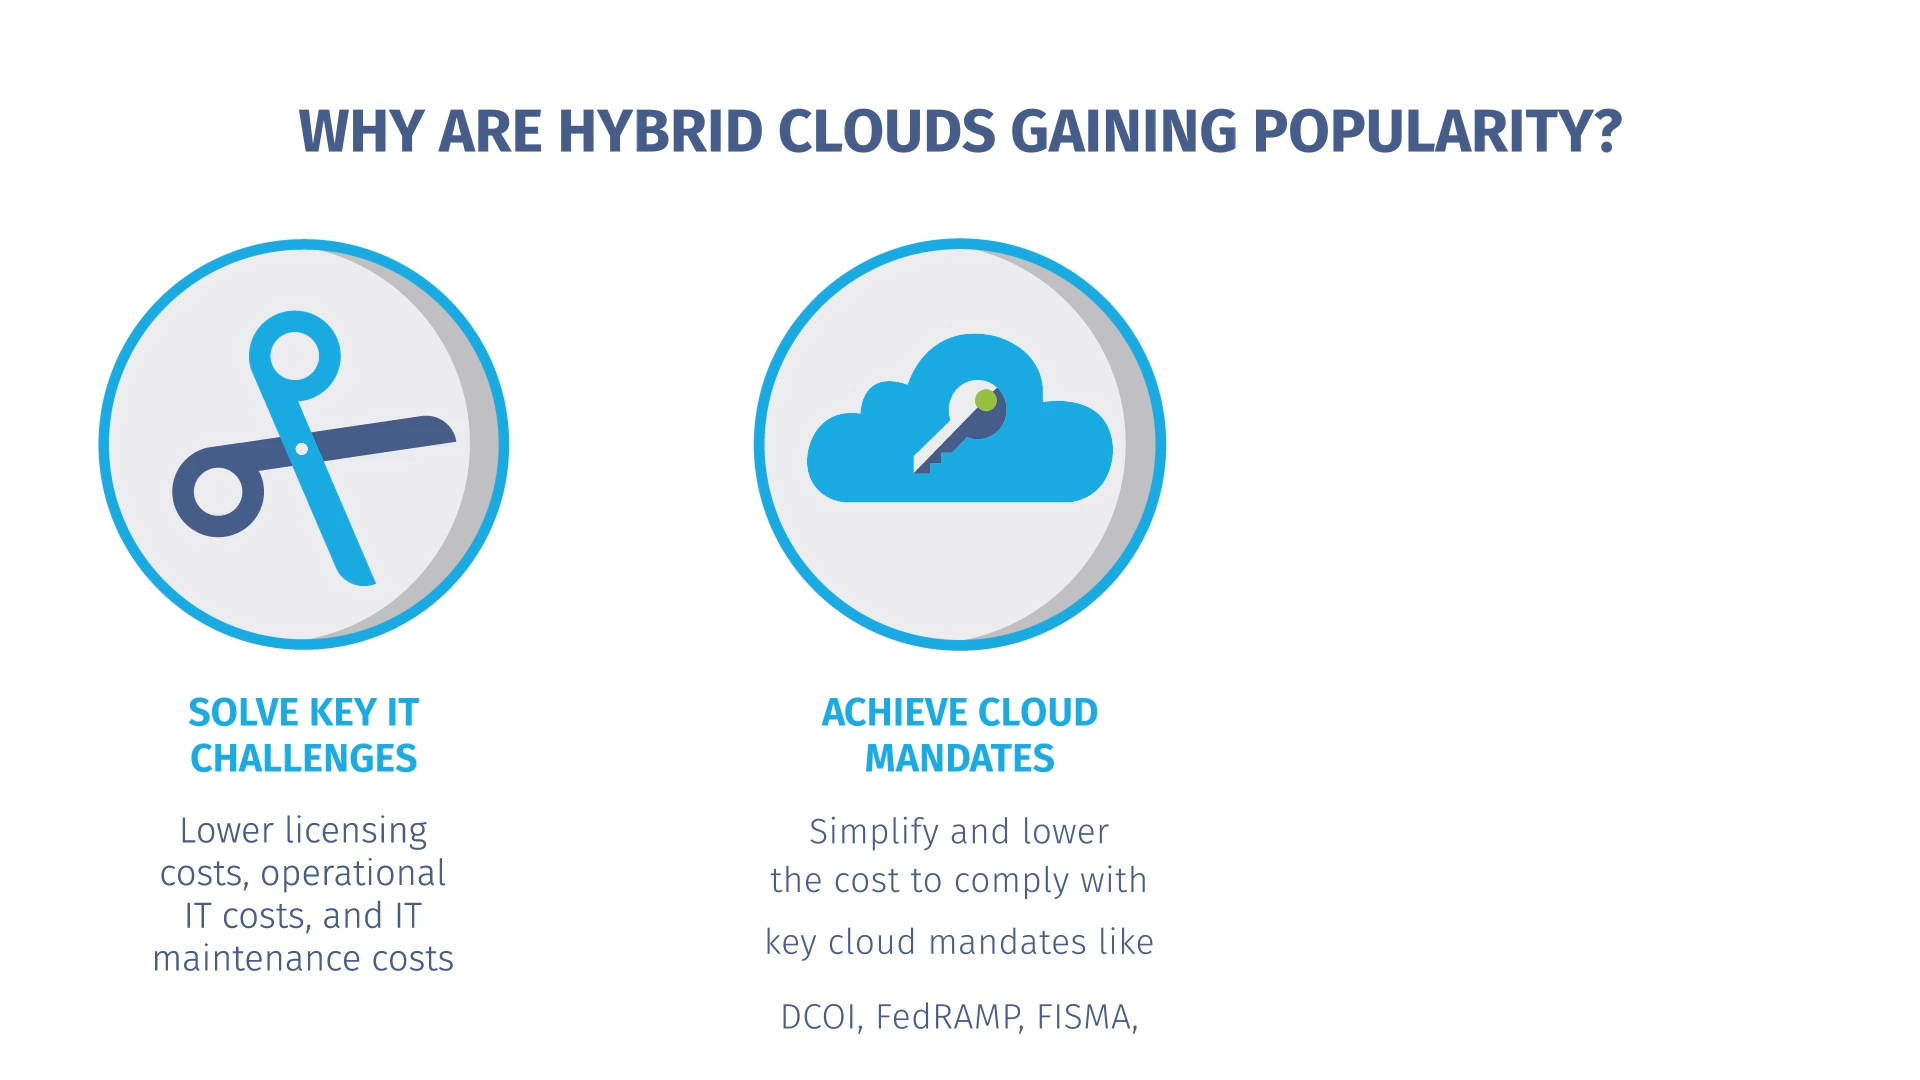 WHY ARE HYBRID CLOUDS GAINING POPULARITY?
SOLVE KEY IT
CHALLENGES
Lower licensing
costs, operational
IT costs, and IT
maintenance costs
ACHIEVE CLOUD
MANDATES
Simplify and lower
the cost to comply with
key cloud mandates like
DCOI, FedRAMP, FISMA,